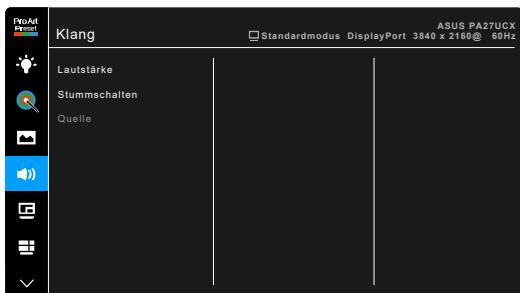 ProArt
Preset
Klang
ASUS PA27UCX
Standardmodus DisplayPort 3840 x 2160@ 60Hz
Lautstärke
Stummschalten
Quelle